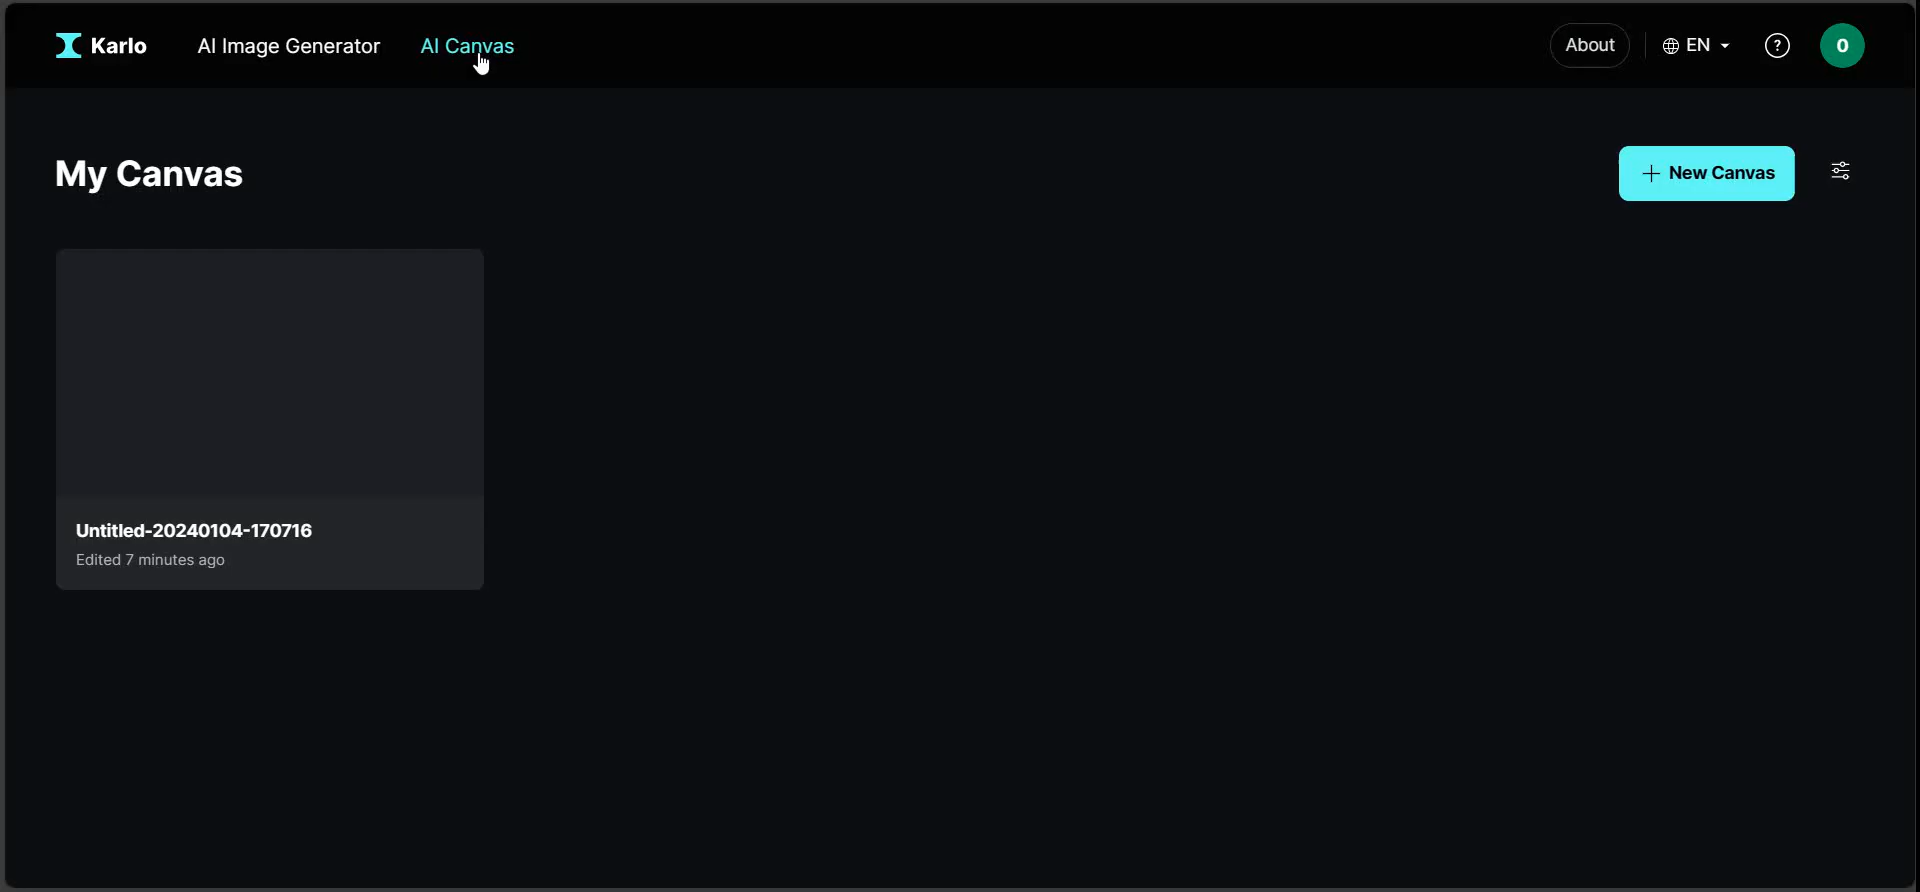 Karlo
AI Image Generator
AI Canvas
About
EN
?
0
My Canvas
+ New Canvas
Untitled-20240104-170716
Edited 7 minutes ago